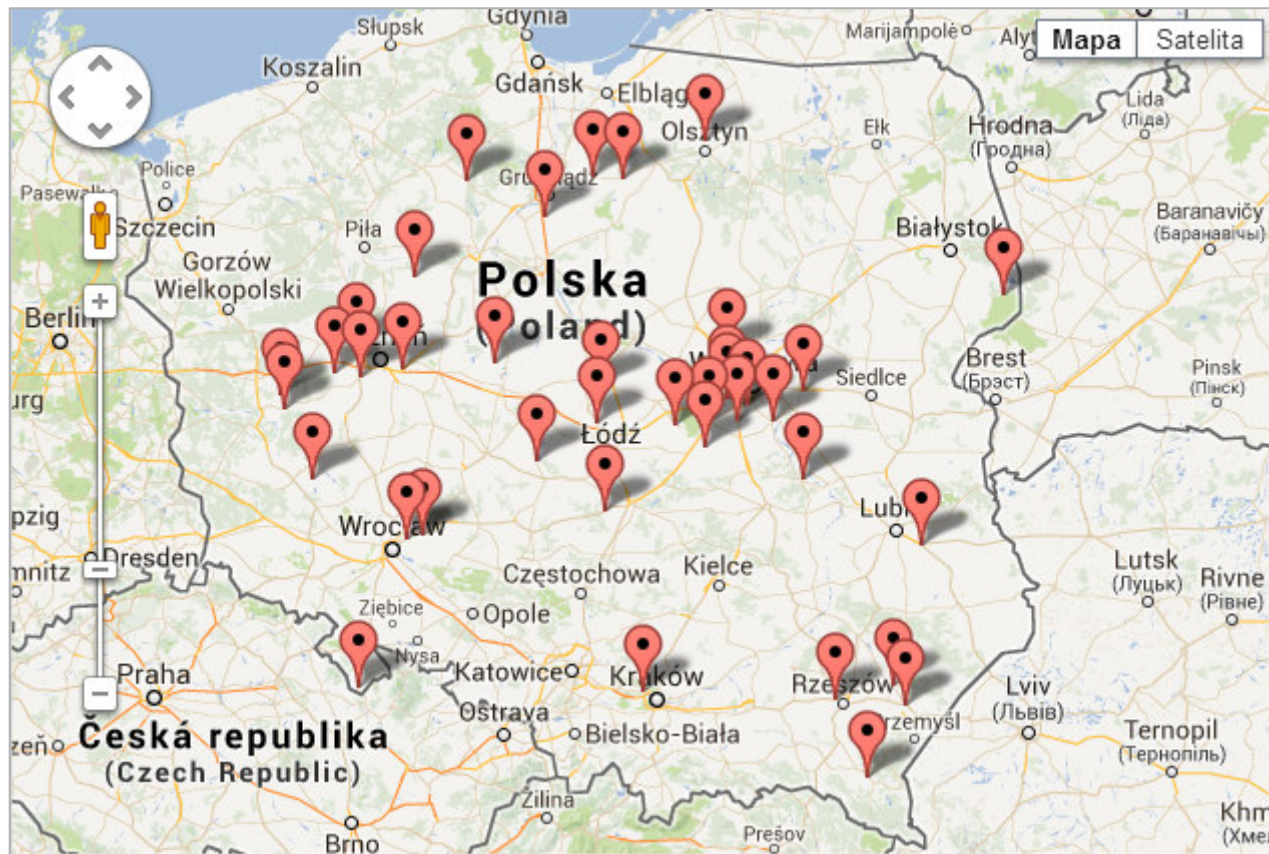 Gdynia
Słupsk
Marijampolė
Mapa
Satelita
Koszalin
Gdańsk
Elbląg
Lida
(Ліда)
Olsztyn
Ełk
Hrodna
(Гродна)
Police
Szczecin
Piła
Białystok
Baranavičy
(Баранавічы)
Gorzów
Wielkopolski
Polska
Berlin
Siedlce
Brest
(Брэст)
Pinsk
(Пінск)
Łódź
Wrocław
Dresden
Częstochowa
Kielce
Lutsk
(Луцьк)
Rivne
(Рівне)
Ziębice
Opole
Nysa
Praha
Katowice
Kraków
Rzeszów
Lviv
(Львів)
Ostrava
Česká republika
(Czech Republic)
Bielsko-Biała
Ternopil
(Тернопіль)
Žilina
Brno
Prešov